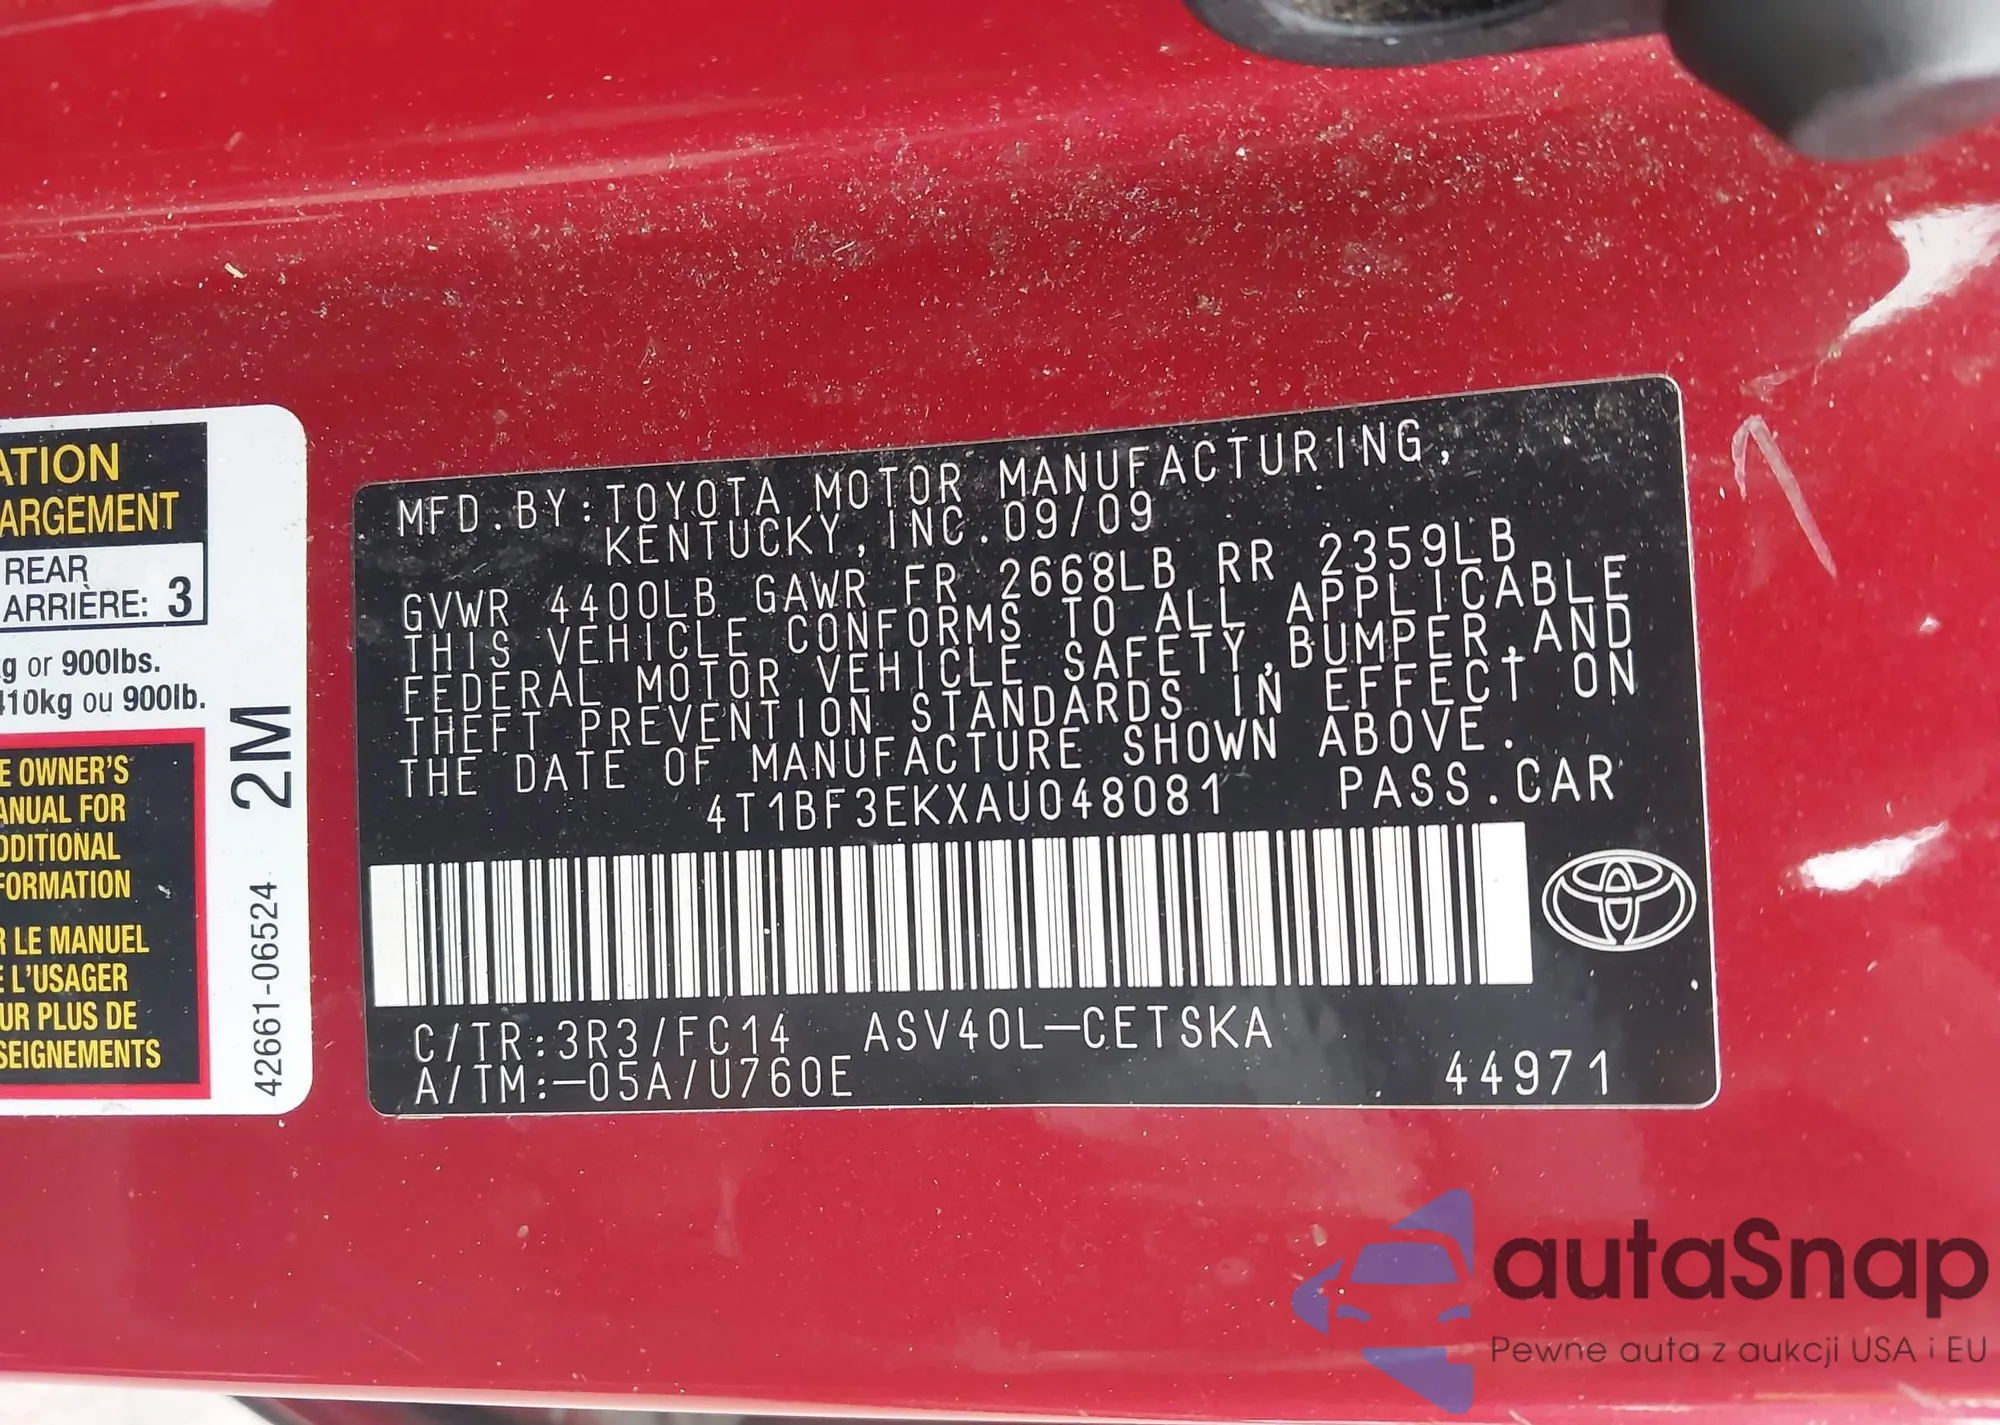 ATION
ARGEMENT
REAR
ARRIÈRE: 3
g or 900lbs.
410kg ou 900lb.
E OWNER'S
ANUAL FOR
DDITIONAL
FORMATION
R LE MANUEL
E L'USAGER
UR PLUS DE
SEIGNEMENTS
2M
42661-06524
MFD.BY:TOYOTA MOTOR MANUFACTURING,
KENTUCKY,INC.09/09
GVWR 4400LB GAWR FR 2668LB RR 2359LB
THIS VEHICLE CONFORMS TO ALL APPLICABLE
FEDERAL MOTOR VEHICLE SAFETY,BUMPER,AND
THEFT PREVENTION STANDARDS IN EFFECT ON
THE DATE OF MANUFACTURE SHOWN ABOVE.
4T1BF3EKXAU048081 PASS.CAR
C/TR:3R3/FC14 ASV40L-CETSKA
A/TM:-05A/U760E 44971
autaSnap
Pewne auta z aukcji USA i EU